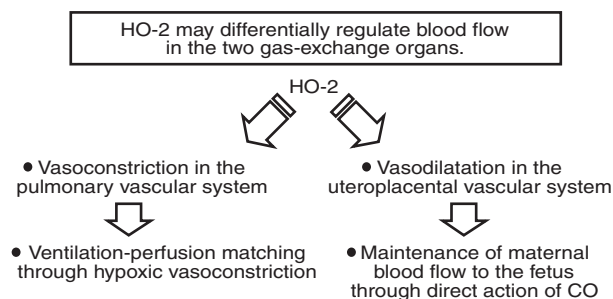 HO-2 may differentially regulate blood flow
in the two gas-exchange organs.
HO-2
• Vasoconstriction in the
pulmonary vascular system
• Ventilation-perfusion matching
through hypoxic vasoconstriction
• Vasodilatation in the
uteroplacental vascular system
• Maintenance of maternal
blood flow to the fetus
through direct action of CO